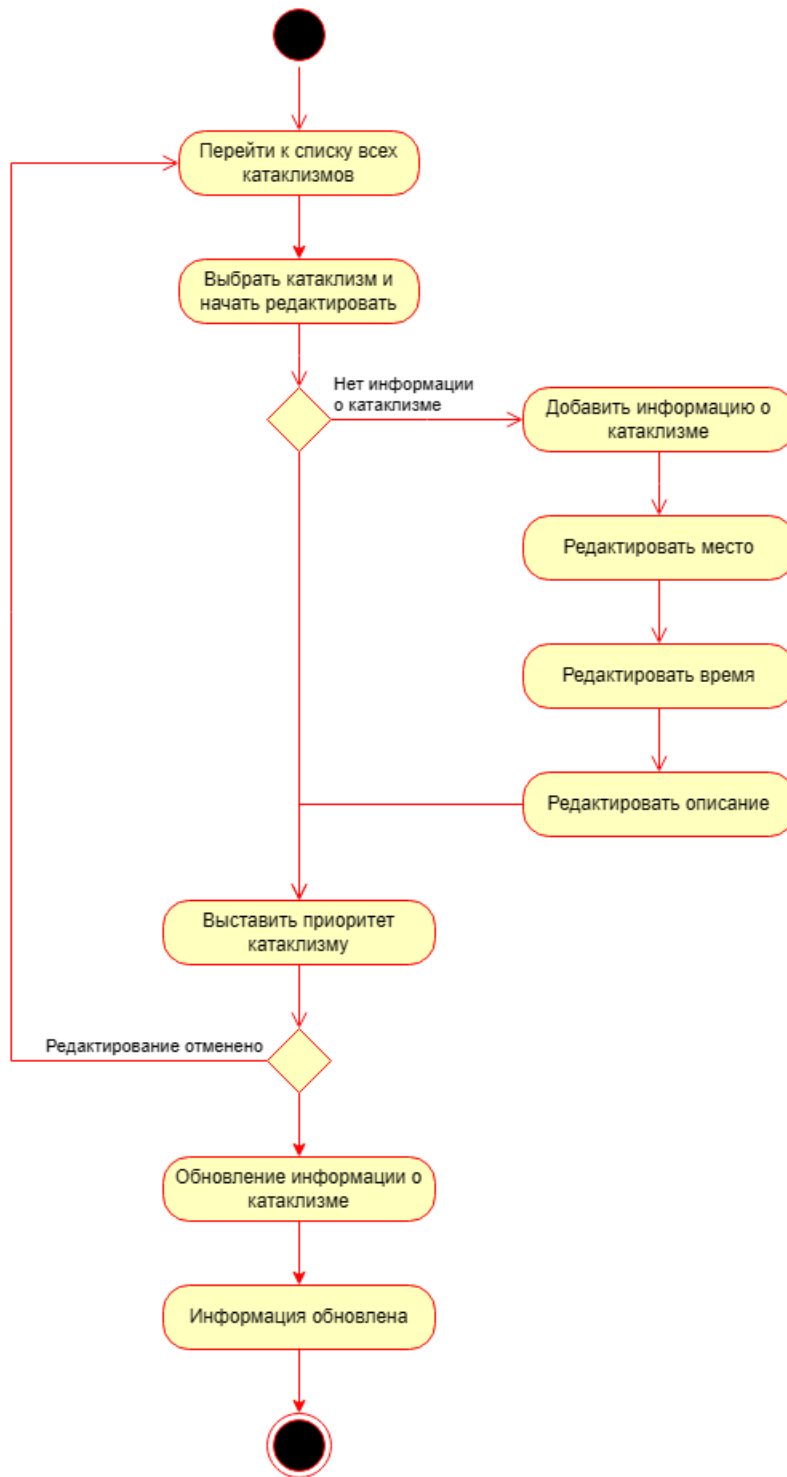 Перейти к списку всех
катаклизмов
Выбрать катаклизм и
начать редактировать
Нет информации
о катаклизме
Добавить информацию о
катаклизме
Редактировать место
Редактировать время
Редактировать описание
Выставить приоритет
катаклизму
Редактирование отменено
Обновление информации о
катаклизме
Информация обновлена